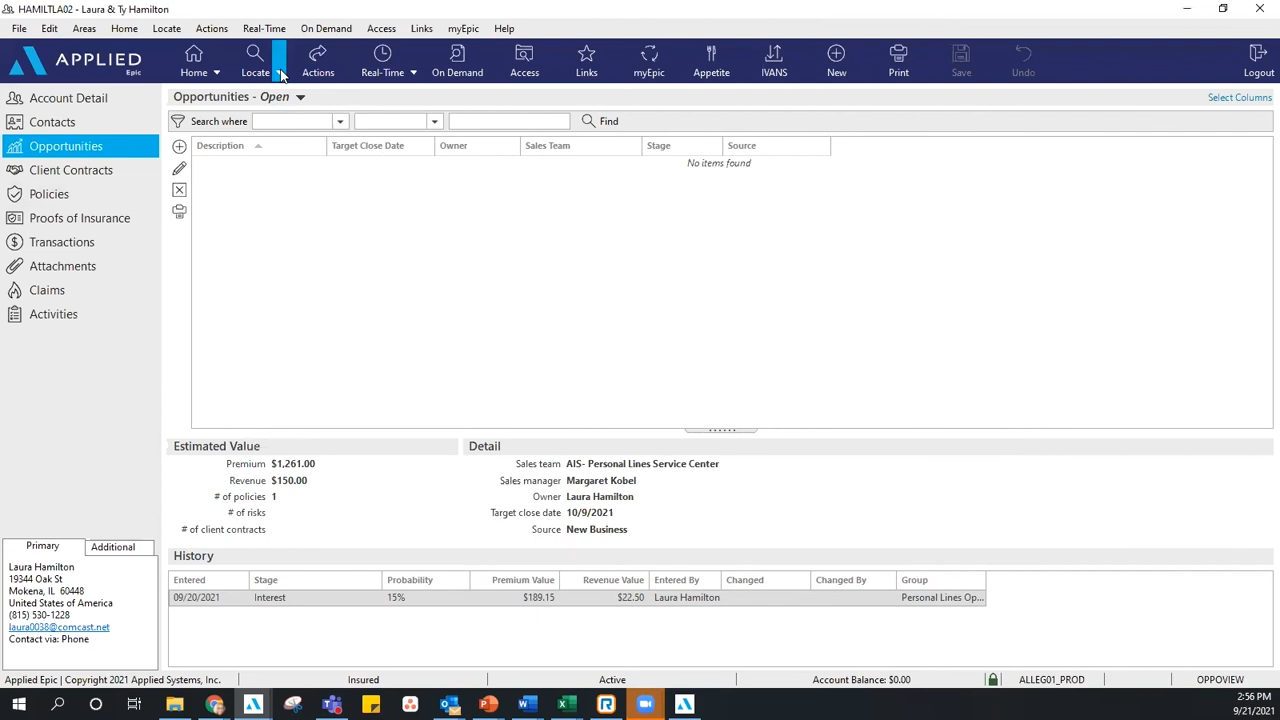 HAMILTLA02 - Laura & Ty Hamilton
File Edit Areas Home Locate Actions Real-Time On Demand Access Links myEpic Help
APPLIED Epic
Home Locate Actions Real-Time On Demand Access Links myEpic Appetite IVANS New Print Save Undo Logout
Account Detail
Contacts
Opportunities
Client Contracts
Policies
Proofs of Insurance
Transactions
Attachments
Claims
Activities
Opportunities - Open
Select Columns
Search where Find
Description Target Close Date Owner Sales Team Stage Source
No items found
Estimated Value
Premium $1,261.00
Revenue $150.00
# of policies 1
# of risks
# of client contracts
Detail
Sales team AIS- Personal Lines Service Center
Sales manager Margaret Kobel
Owner Laura Hamilton
Target close date 10/9/2021
Source New Business
History
Entered Stage Probability Premium Value Revenue Value Entered By Changed Changed By Group
09/20/2021 Interest 15% $189.15 $22.50 Laura Hamilton Personal Lines Op...
Primary Additional
Laura Hamilton
19344 Oak St
Mokena, IL 60448
United States of America
(815) 530-1228
laura0038@comcast.net
Contact via: Phone
Applied Epic | Copyright 2021 Applied Systems, Inc. Insured Active Account Balance: $0.00 ALLEG01_PROD OPPOVIEW
2:56 PM
9/21/2021